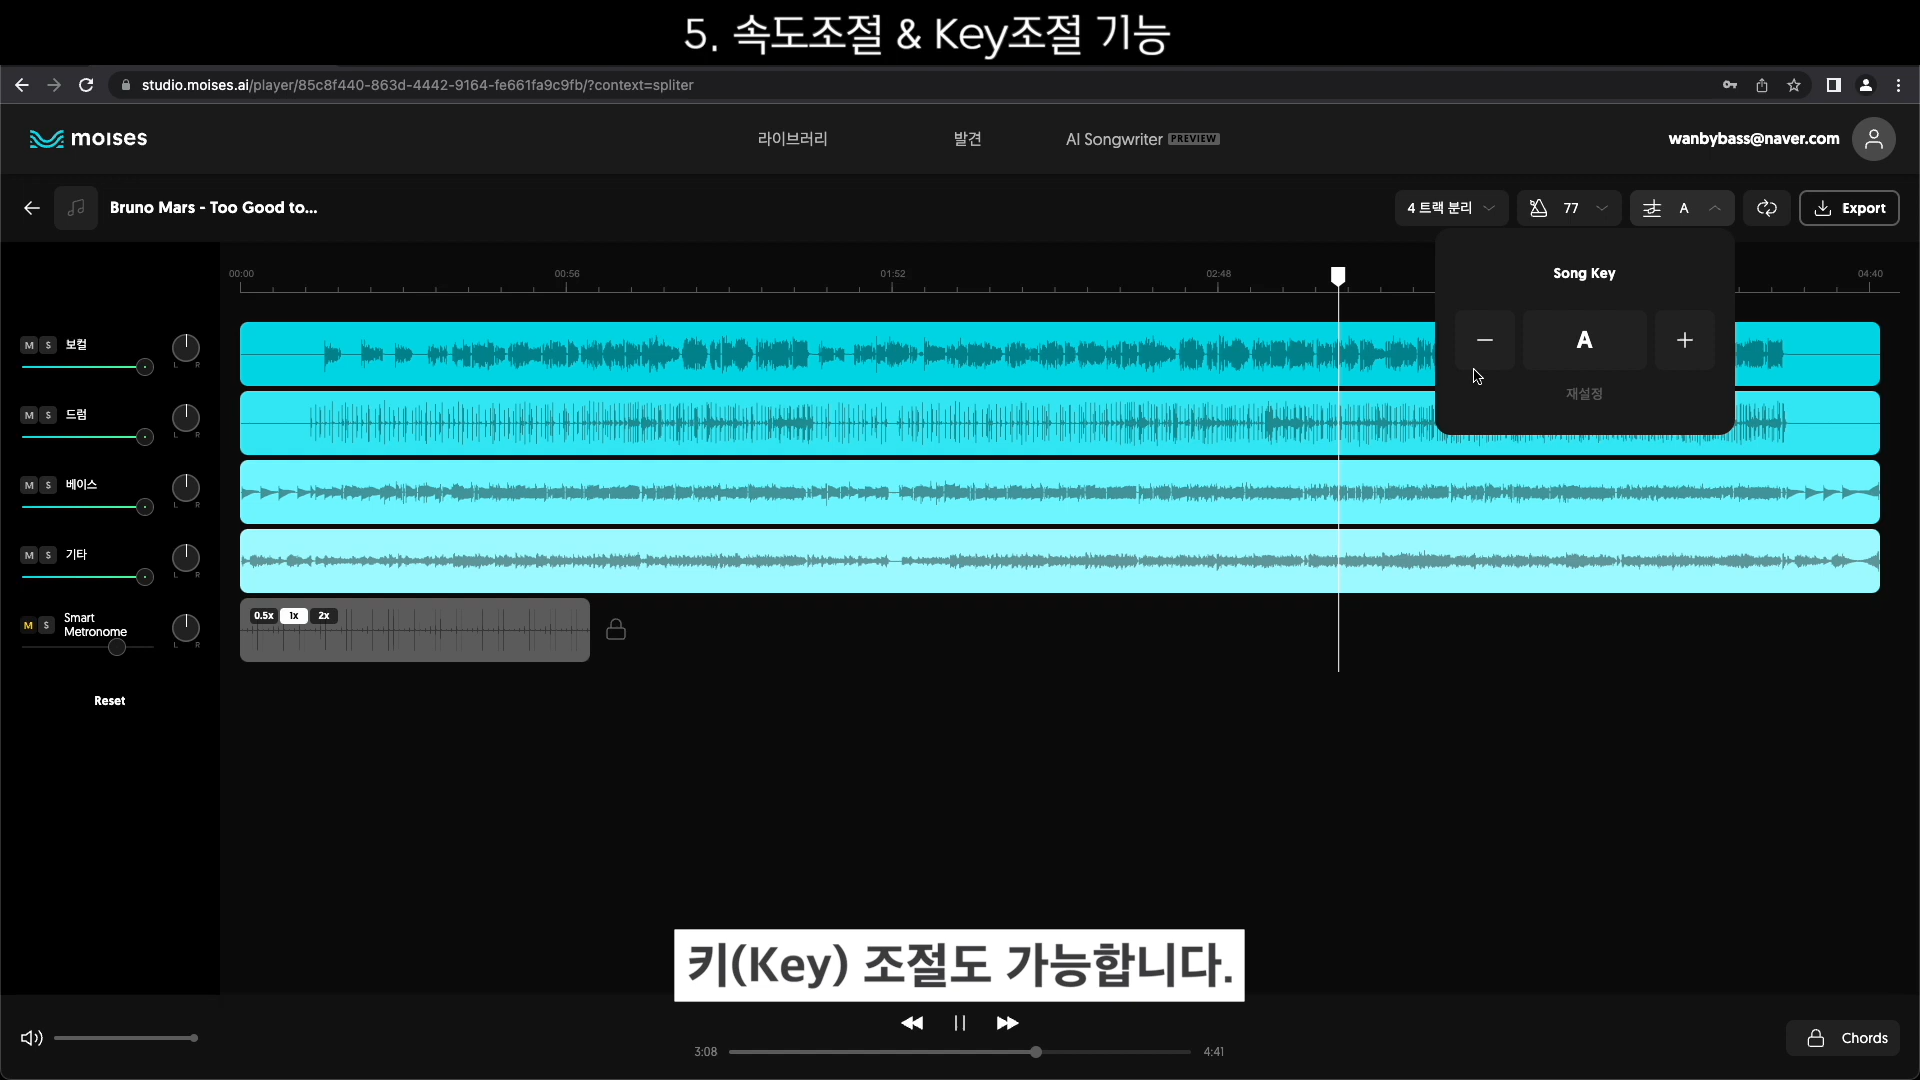 5. 속도조절 & Key조절 기능
studio.moises.ai/player/85c8f440-863d-4442-9164-fe661fa9c9fb/?context=spliter
moises
라이브러리
발견
AI Songwriter PREVIEW
wanbybass@naver.com
Bruno Mars - Too Good to...
4 트랙 분리
77
A
Export
00:00
00:56
01:52
02:48
04:40
Song Key
A
재설정
M S 보컬
L R
M S 드럼
L R
M S 베이스
L R
M S 기타
L R
M S Smart
Metronome
L R
0.5x 1x 2x
Reset
키(Key) 조절도 가능합니다.
3:08
4:41
Chords